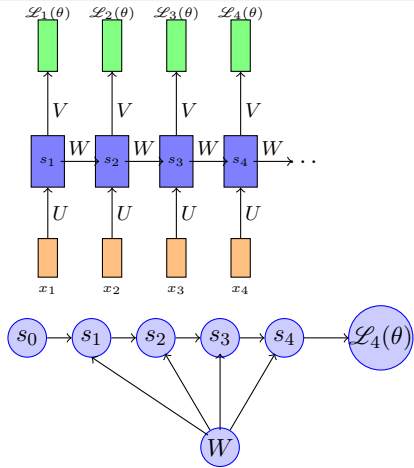 ℒ₁(θ) ℒ₂(θ) ℒ₃(θ) ℒ₄(θ)
V V V V
W W W W
s₁ s₂ s₃ s₄ ..
U U U U
x₁ x₂ x₃ x₄
s₀ s₁ s₂ s₃ s₄ ℒ₄(θ)
W